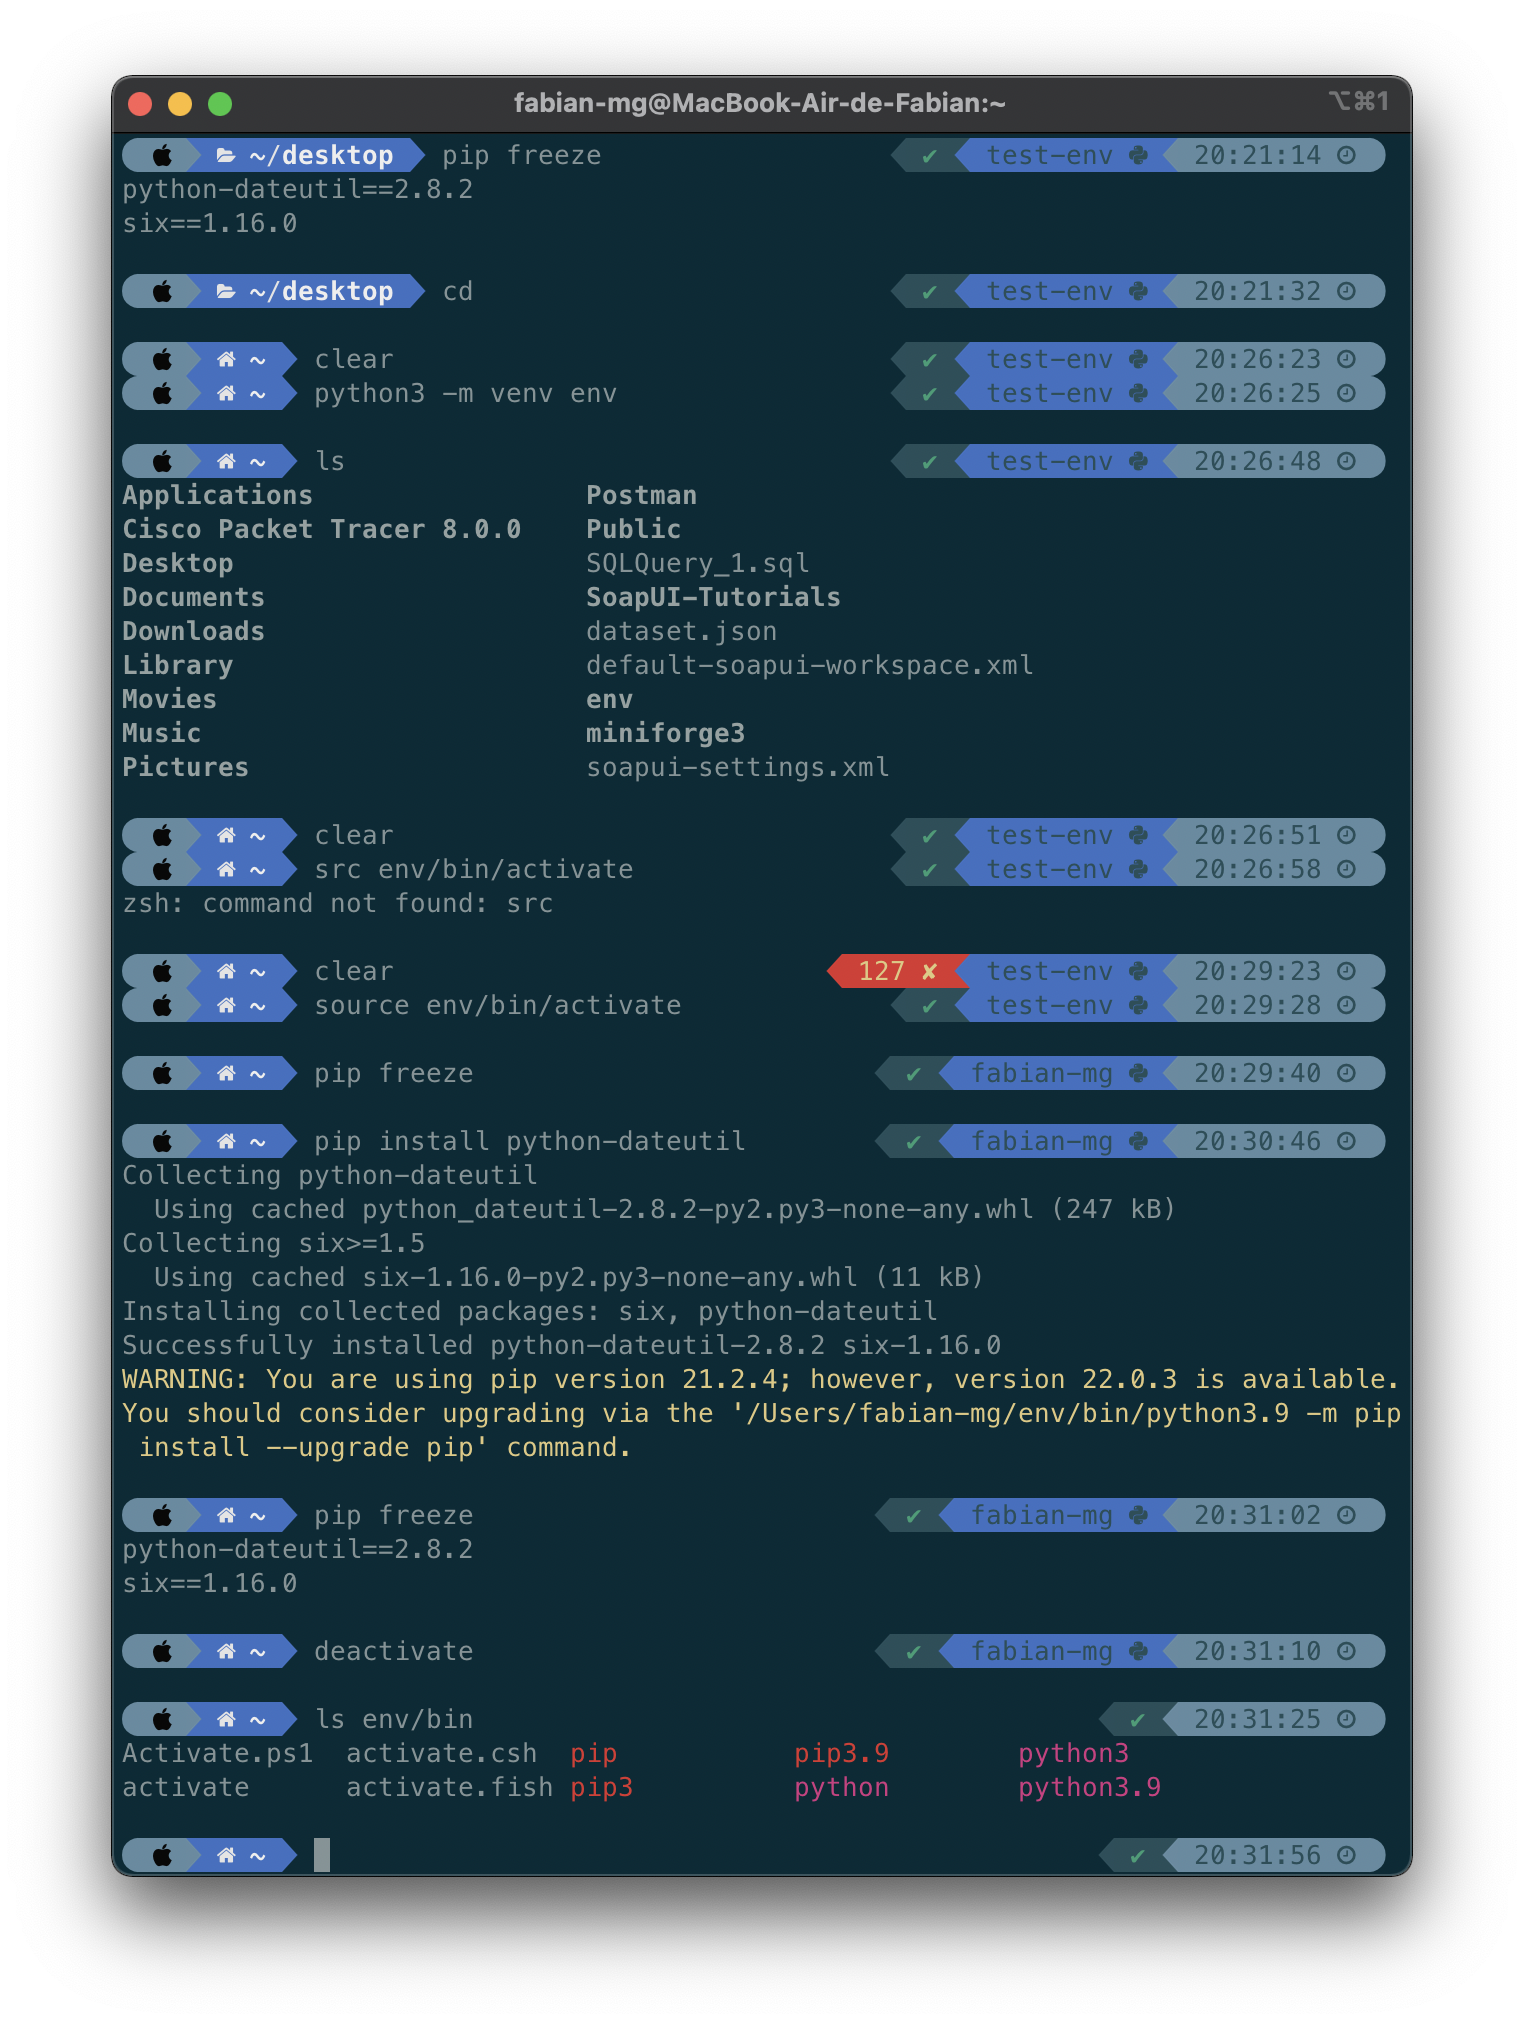 fabian-mg@MacBook-Air-de-Fabian:~ ⌥⌘1
~/desktop pip freeze ✔ test-env 20:21:14
python-dateutil==2.8.2
six==1.16.0
~/desktop cd ✔ test-env 20:21:32
~ clear ✔ test-env 20:26:23
~ python3 -m venv env ✔ test-env 20:26:25
~ ls ✔ test-env 20:26:48
Applications Postman
Cisco Packet Tracer 8.0.0 Public
Desktop SQLQuery_1.sql
Documents SoapUI-Tutorials
Downloads dataset.json
Library default-soapui-workspace.xml
Movies env
Music miniforge3
Pictures soapui-settings.xml
~ clear ✔ test-env 20:26:51
~ src env/bin/activate ✔ test-env 20:26:58
zsh: command not found: src
~ clear 127 ✘ test-env 20:29:23
~ source env/bin/activate ✔ test-env 20:29:28
~ pip freeze ✔ fabian-mg 20:29:40
~ pip install python-dateutil ✔ fabian-mg 20:30:46
Collecting python-dateutil
  Using cached python_dateutil-2.8.2-py2.py3-none-any.whl (247 kB)
Collecting six>=1.5
  Using cached six-1.16.0-py2.py3-none-any.whl (11 kB)
Installing collected packages: six, python-dateutil
Successfully installed python-dateutil-2.8.2 six-1.16.0
WARNING: You are using pip version 21.2.4; however, version 22.0.3 is available.
You should consider upgrading via the '/Users/fabian-mg/env/bin/python3.9 -m pip
 install --upgrade pip' command.
~ pip freeze ✔ fabian-mg 20:31:02
python-dateutil==2.8.2
six==1.16.0
~ deactivate ✔ fabian-mg 20:31:10
~ ls env/bin ✔ 20:31:25
Activate.ps1 activate.csh pip pip3.9 python3
activate activate.fish pip3 python python3.9
~ ✔ 20:31:56